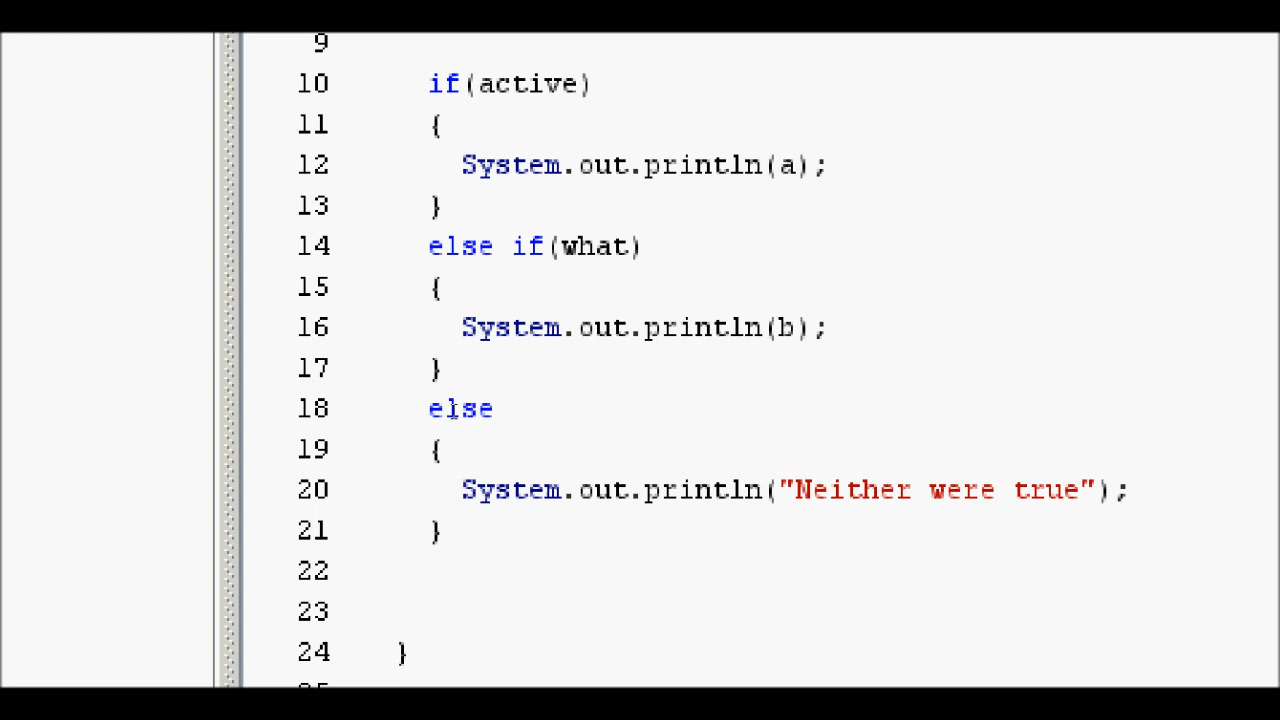 9
10 if(active)
11 {
12 System.out.println(a);
13 }
14 else if(what)
15 {
16 System.out.println(b);
17 }
18 else
19 {
20 System.out.println("Neither were true");
21 }
22
23
24 }